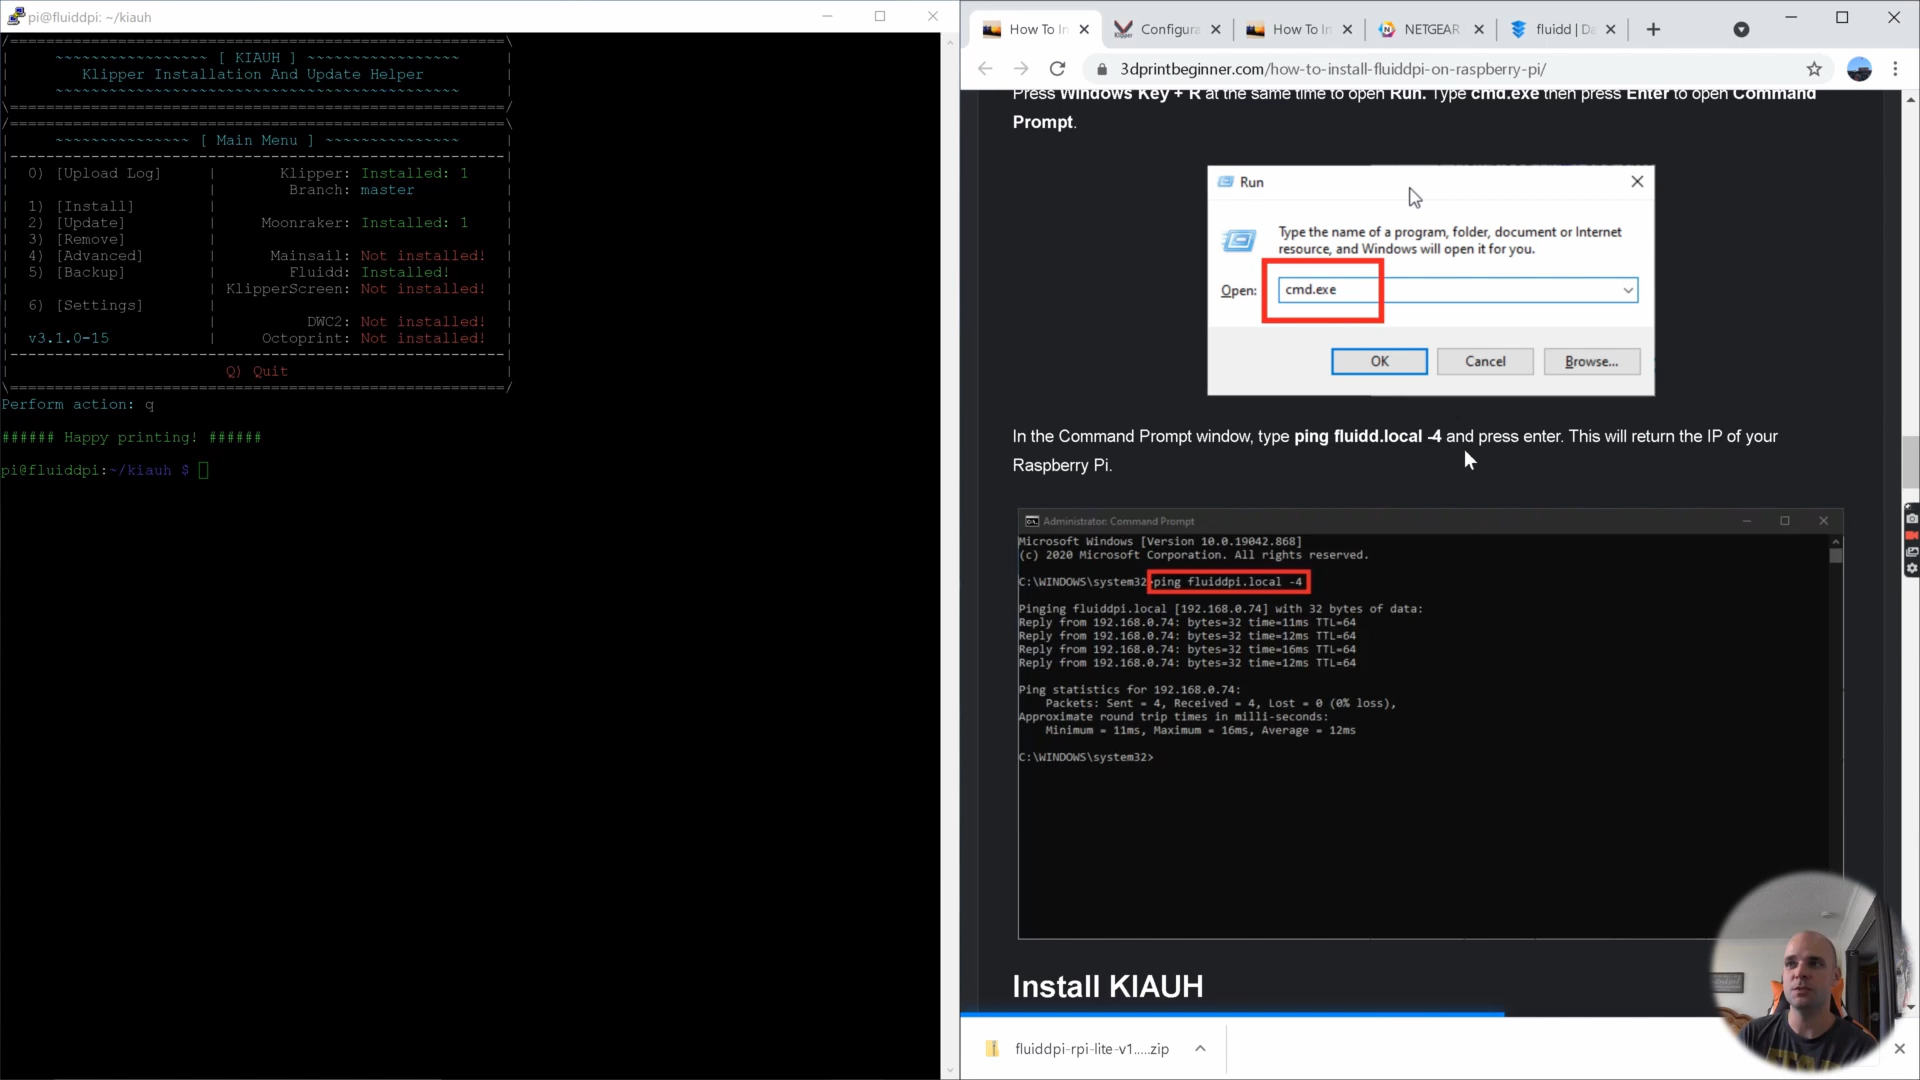 pi@fluiddpi: ~/kiauh
/=======================================================\
| ~~~~~~~~~~~~~~~~~ [ KIAUH ] ~~~~~~~~~~~~~~~~~ |
| Klipper Installation And Update Helper |
| ~~~~~~~~~~~~~~~~~~~~~~~~~~~~~~~~~~~~~~~~~~~~~ |
\=======================================================/
/=======================================================\
| ~~~~~~~~~~~~~~~ [ Main Menu ] ~~~~~~~~~~~~~~~ |
|-------------------------------------------------------|
| 0) [Upload Log] | Klipper: Installed: 1 |
| | Branch: master |
| 1) [Install] | |
| 2) [Update] | Moonraker: Installed: 1 |
| 3) [Remove] | |
| 4) [Advanced] | Mainsail: Not installed! |
| 5) [Backup] | Fluidd: Installed! |
| | KlipperScreen: Not installed! |
| 6) [Settings] | |
| | DWC2: Not installed! |
| v3.1.0-15 | Octoprint: Not installed! |
|-------------------------------------------------------|
| Q) Quit |
\=======================================================/
Perform action: q
###### Happy printing! ######
pi@fluiddpi:~/kiauh $
How To In
Configura
How To In
NETGEAR
fluidd | Da
3dprintbeginner.com/how-to-install-fluiddpi-on-raspberry-pi/
Press Windows Key + R at the same time to open Run. Type cmd.exe then press Enter to open Command
Prompt.
Run
Type the name of a program, folder, document or Internet
resource, and Windows will open it for you.
Open: cmd.exe
OK Cancel Browse...
In the Command Prompt window, type ping fluidd.local -4 and press enter. This will return the IP of your
Raspberry Pi.
Administrator: Command Prompt
Microsoft Windows [Version 10.0.19042.868]
(c) 2020 Microsoft Corporation. All rights reserved.
C:\WINDOWS\system32>ping fluiddpi.local -4
Pinging fluiddpi.local [192.168.0.74] with 32 bytes of data:
Reply from 192.168.0.74: bytes=32 time=11ms TTL=64
Reply from 192.168.0.74: bytes=32 time=12ms TTL=64
Reply from 192.168.0.74: bytes=32 time=16ms TTL=64
Reply from 192.168.0.74: bytes=32 time=12ms TTL=64
Ping statistics for 192.168.0.74:
Packets: Sent = 4, Received = 4, Lost = 0 (0% loss),
Approximate round trip times in milli-seconds:
Minimum = 11ms, Maximum = 16ms, Average = 12ms
C:\WINDOWS\system32>
Install KIAUH
fluiddpi-rpi-lite-v1.....zip